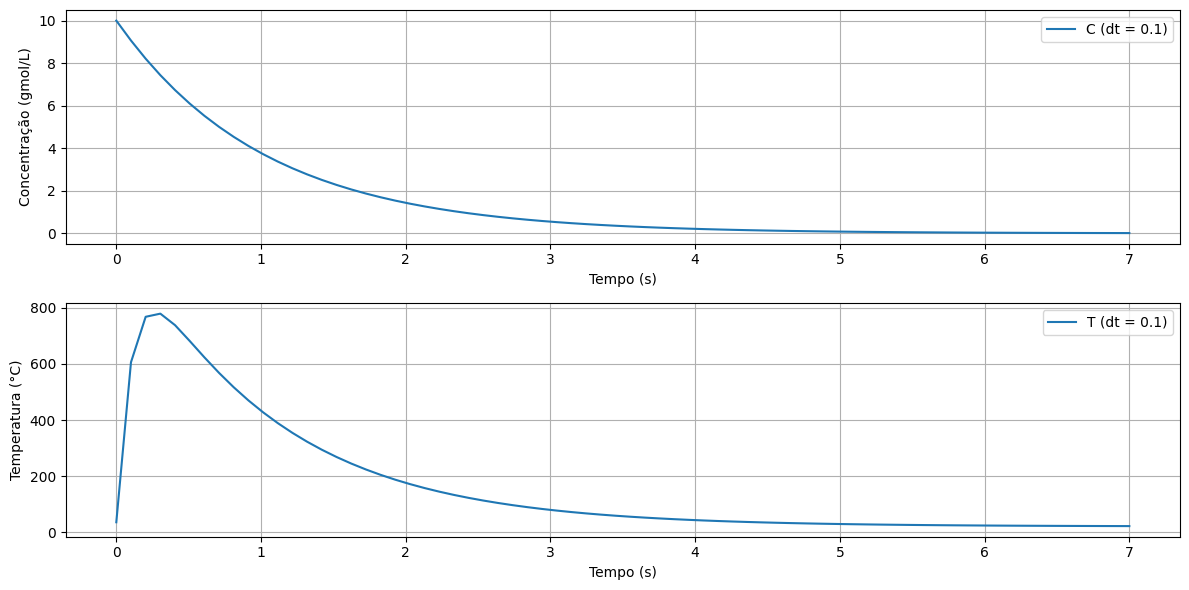 10
8
6
4
2
0
Concentração (gmol/L)
C (dt = 0.1)
0 1 2 3 4 5 6 7
Tempo (s)
800
600
400
200
0
Temperatura (°C)
T (dt = 0.1)
0 1 2 3 4 5 6 7
Tempo (s)